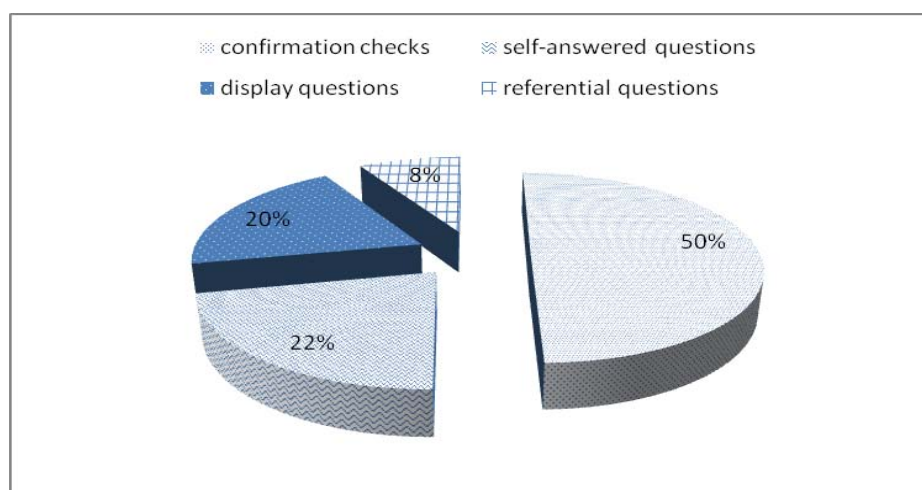 confirmation checks self-answered questions
display questions referential questions
8%
20%
50%
22%